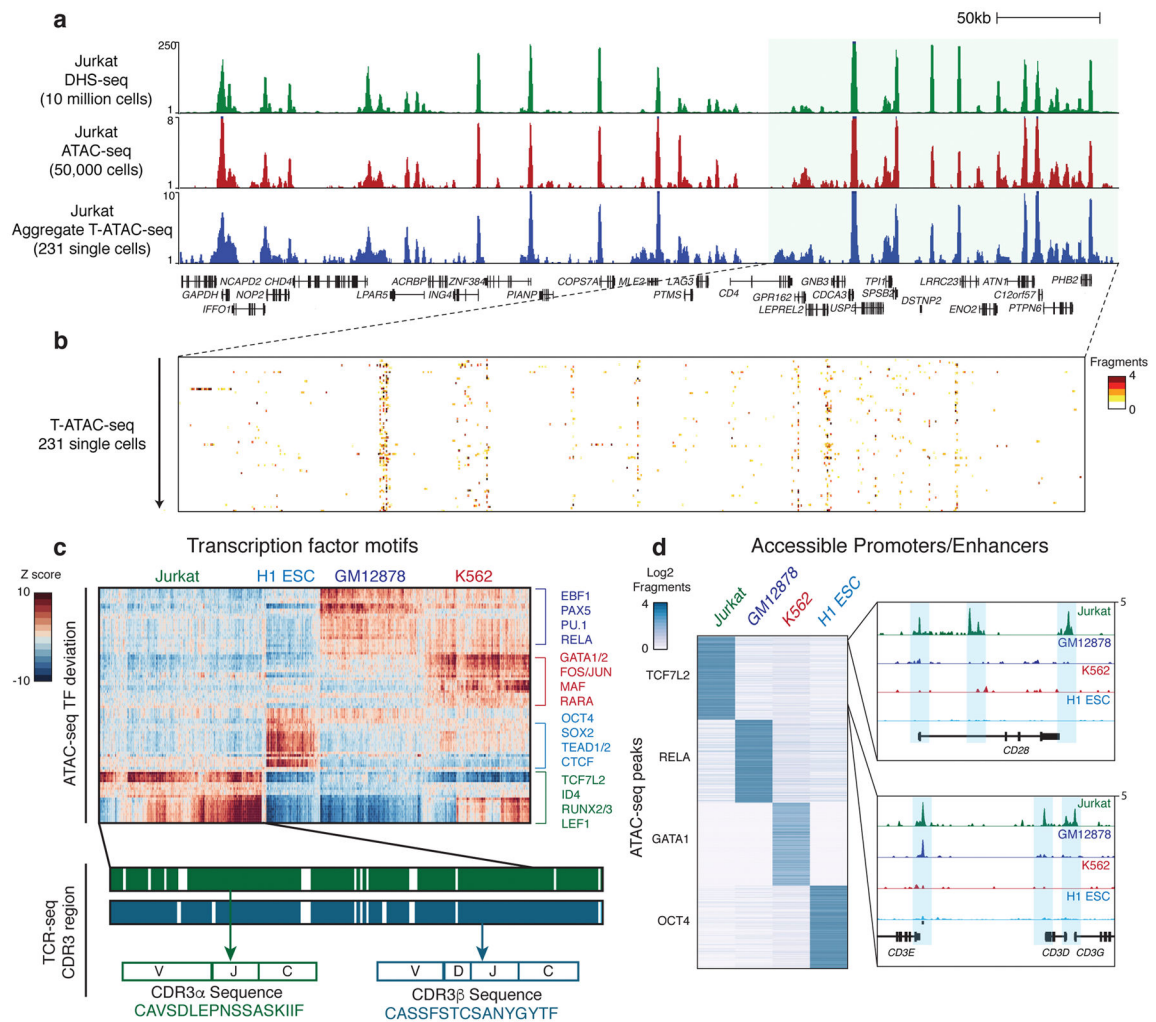 a
50kb
Jurkat
DHS-seq
(10 million cells)
250
1
Jurkat
ATAC-seq
(50,000 cells)
8
1
Jurkat
Aggregate T-ATAC-seq
(231 single cells)
10
1
NCAPD2 CHD4 ACRBP ZNF384 COPS7A MLF2 LAG3 GNB3 TPI1 LRRC23 ATN1 PHB2
GAPDH NOP2 LPAR5 ING4 PIANP PTMS CD4 GPR162 CDCA3 SPSB2 DSTNP2 C12orf57
IFFO1 LEPREL2 USP5 ENO2 PTPN6
b
T-ATAC-seq
231 single cells
Fragments
4
0
c
Transcription factor motifs
Z score
10
-10
Jurkat
H1 ESC
GM12878
K562
ATAC-seq TF deviation
EBF1
PAX5
PU.1
RELA
GATA1/2
FOS/JUN
MAF
RARA
OCT4
SOX2
TEAD1/2
CTCF
TCF7L2
ID4
RUNX2/3
LEF1
TCR-seq
CDR3 region
V J C
CDR3α Sequence
CAVSDLEPNSSASKIIF
V D J C
CDR3β Sequence
CASSFSTCSANYGYTF
d
Accessible Promoters/Enhancers
Log2
Fragments
4
0
Jurkat
GM12878
K562
H1 ESC
ATAC-seq peaks
TCF7L2
RELA
GATA1
OCT4
5
Jurkat
GM12878
K562
H1 ESC
CD28
5
Jurkat
GM12878
K562
H1 ESC
CD3E
CD3D
CD3G